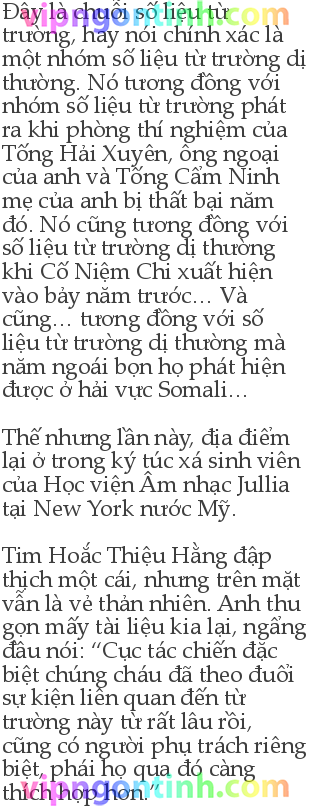 Đây là chuỗi số liệu từ
vipngontinh.com
trường, hay nói chính xác là
một nhóm số liệu từ trường dị
thường. Nó tương đồng với
nhóm số liệu từ trường phát
ra khi phòng thí nghiệm của
Tống Hải Xuyên, ông ngoại
của anh và Tống Cẩm Ninh
mẹ của anh bị thất bại năm
đó. Nó cũng tương đồng với
số liệu từ trường dị thường
khi Cố Niệm Chi xuất hiện
vào bảy năm trước... Và
cũng... tương đồng với số
liệu từ trường dị thường mà
năm ngoái bọn họ phát hiện
được ở hải vực Somali...
Thế nhưng lần này, địa điểm
lại ở trong ký túc xá sinh viên
của Học viện Âm nhạc Jullia
tại New York nước Mỹ.
Tim Hoắc Thiệu Hằng đập
thịch một cái, nhưng trên mặt
vẫn là vẻ thản nhiên. Anh thu
gọn mấy tài liệu kia lại, ngẩng
đầu nói: “Cục tác chiến đặc
biệt chúng cháu đã theo đuổi
sự kiện liên quan đến từ
trường này từ rất lâu rồi,
cũng có người phụ trách riêng
biệt, phái họ qua đó càng
thích hợp hơn.”
vipngontinh.com